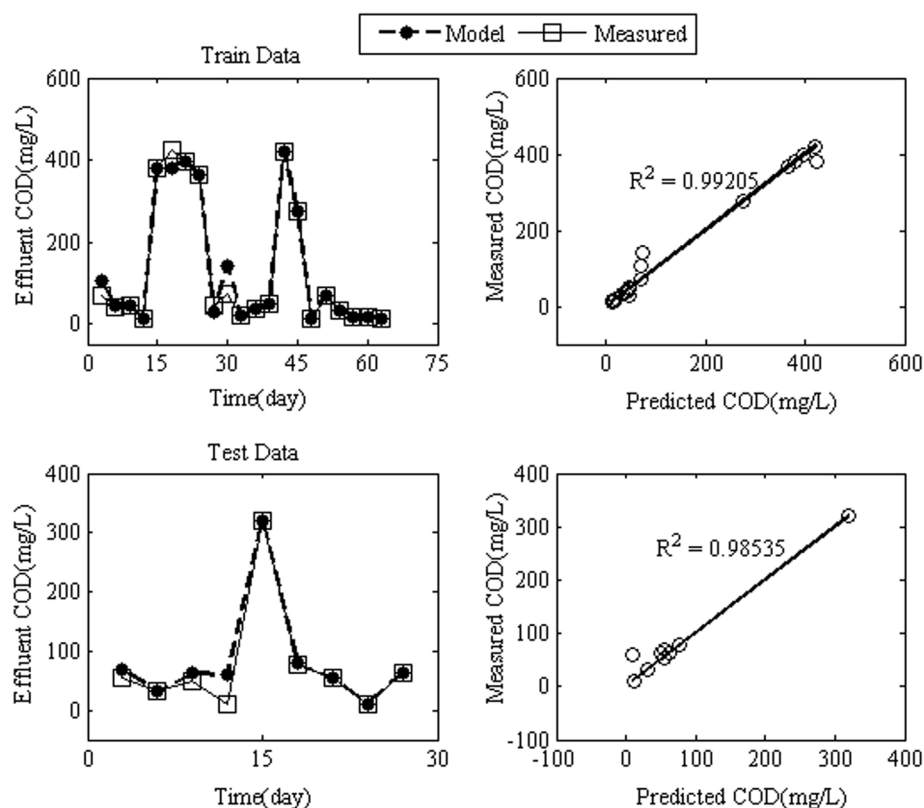 Model Measured
Train Data
600
400
200
0
Effluent COD(mg/L)
0 15 30 45 60 75
Time(day)
600
400
200
0
Measured COD(mg/L)
R² = 0.99205
0 200 400 600
Predicted COD(mg/L)
Test Data
400
300
200
100
0
Effluent COD(mg/L)
0 15 30
Time(day)
400
300
200
100
0
-100
Measured COD(mg/L)
R² = 0.98535
-100 0 100 200 300 400
Predicted COD(mg/L)